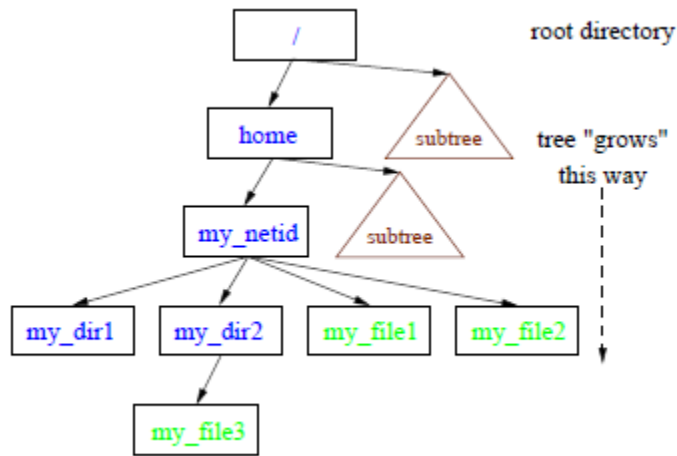 /
root directory
home
subtree
tree "grows"
this way
my_netid
subtree
my_dir1
my_dir2
my_file1
my_file2
my_file3